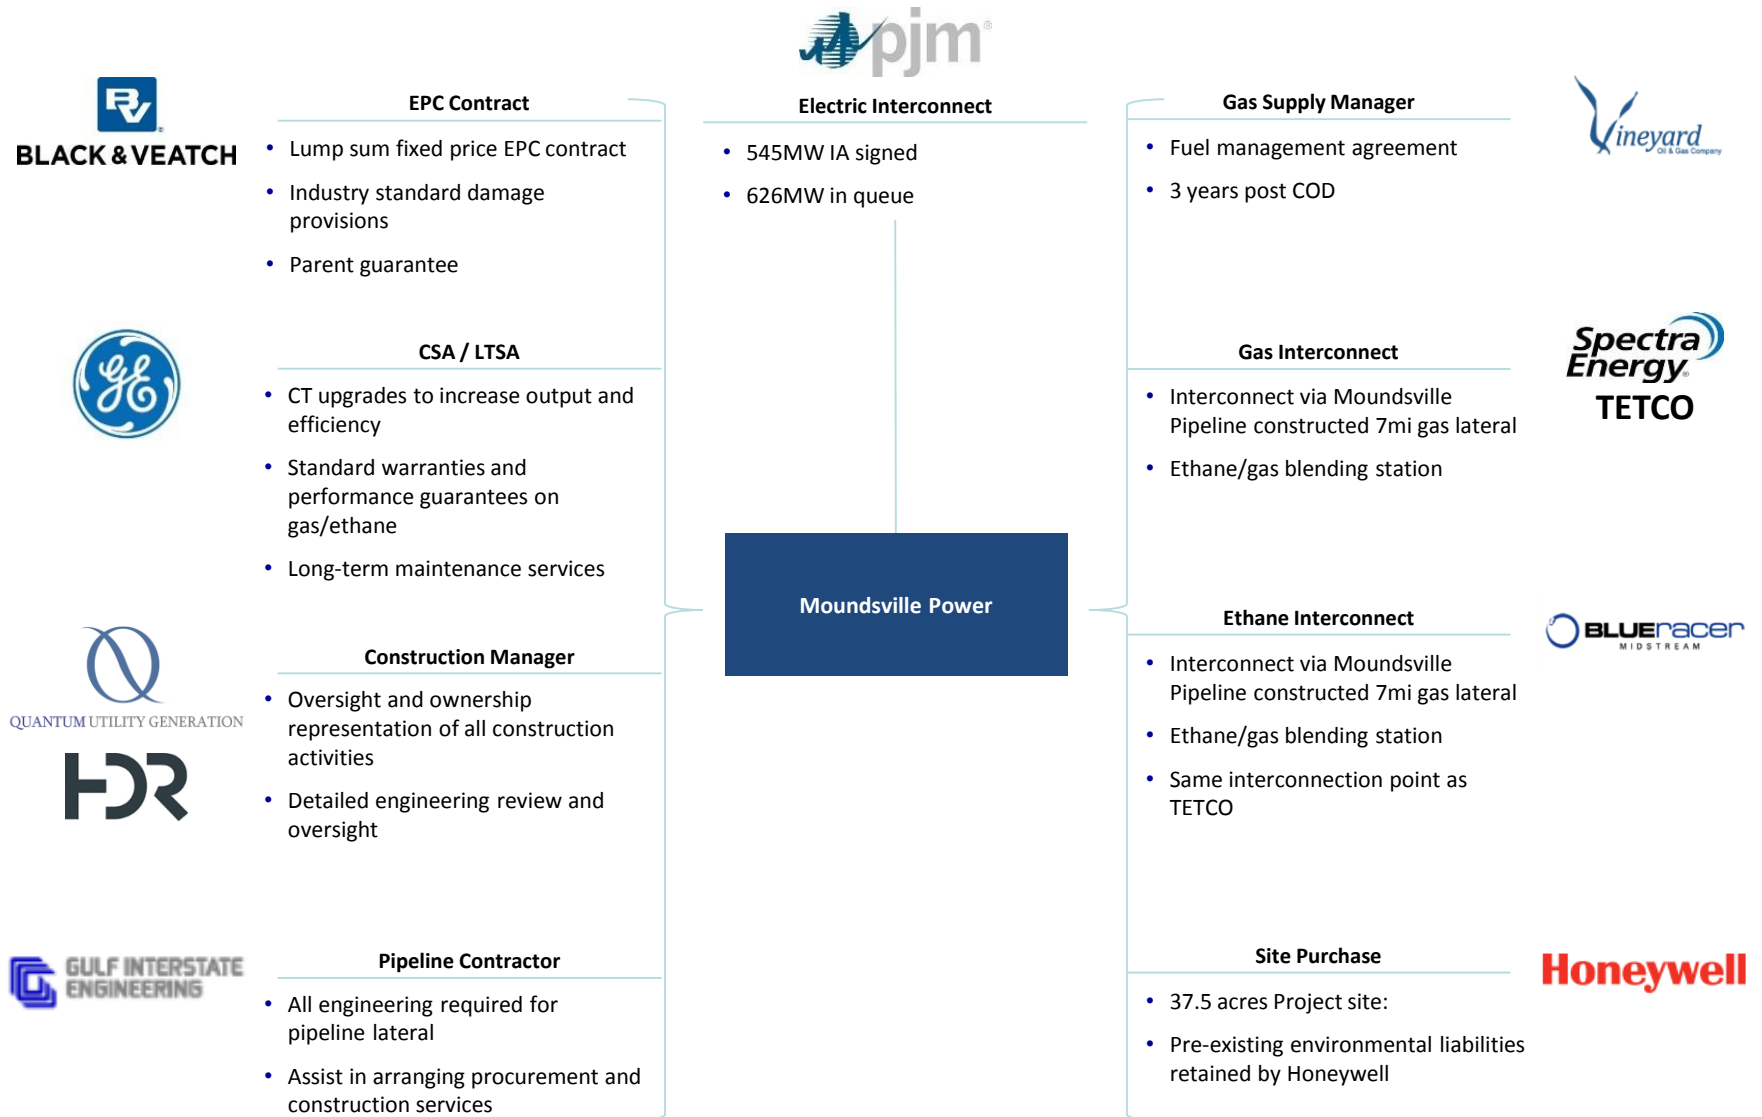 pjm®
BV
BLACK & VEATCH
EPC Contract
• Lump sum fixed price EPC contract
• Industry standard damage
provisions
• Parent guarantee
Electric Interconnect
• 545MW IA signed
• 626MW in queue
Gas Supply Manager
• Fuel management agreement
• 3 years post COD
Vineyard
Oil & Gas Company
GE
CSA / LTSA
• CT upgrades to increase output and
efficiency
• Standard warranties and
performance guarantees on
gas/ethane
• Long-term maintenance services
Gas Interconnect
• Interconnect via Moundsville
Pipeline constructed 7mi gas lateral
• Ethane/gas blending station
Spectra
Energy®
TETCO
Moundsville Power
QUANTUM UTILITY GENERATION
HDR
Construction Manager
• Oversight and ownership
representation of all construction
activities
• Detailed engineering review and
oversight
Ethane Interconnect
• Interconnect via Moundsville
Pipeline constructed 7mi gas lateral
• Ethane/gas blending station
• Same interconnection point as
TETCO
BLUEracer
MIDSTREAM
GULF INTERSTATE
ENGINEERING
Pipeline Contractor
• All engineering required for
pipeline lateral
• Assist in arranging procurement and
construction services
Site Purchase
• 37.5 acres Project site:
• Pre-existing environmental liabilities
retained by Honeywell
Honeywell